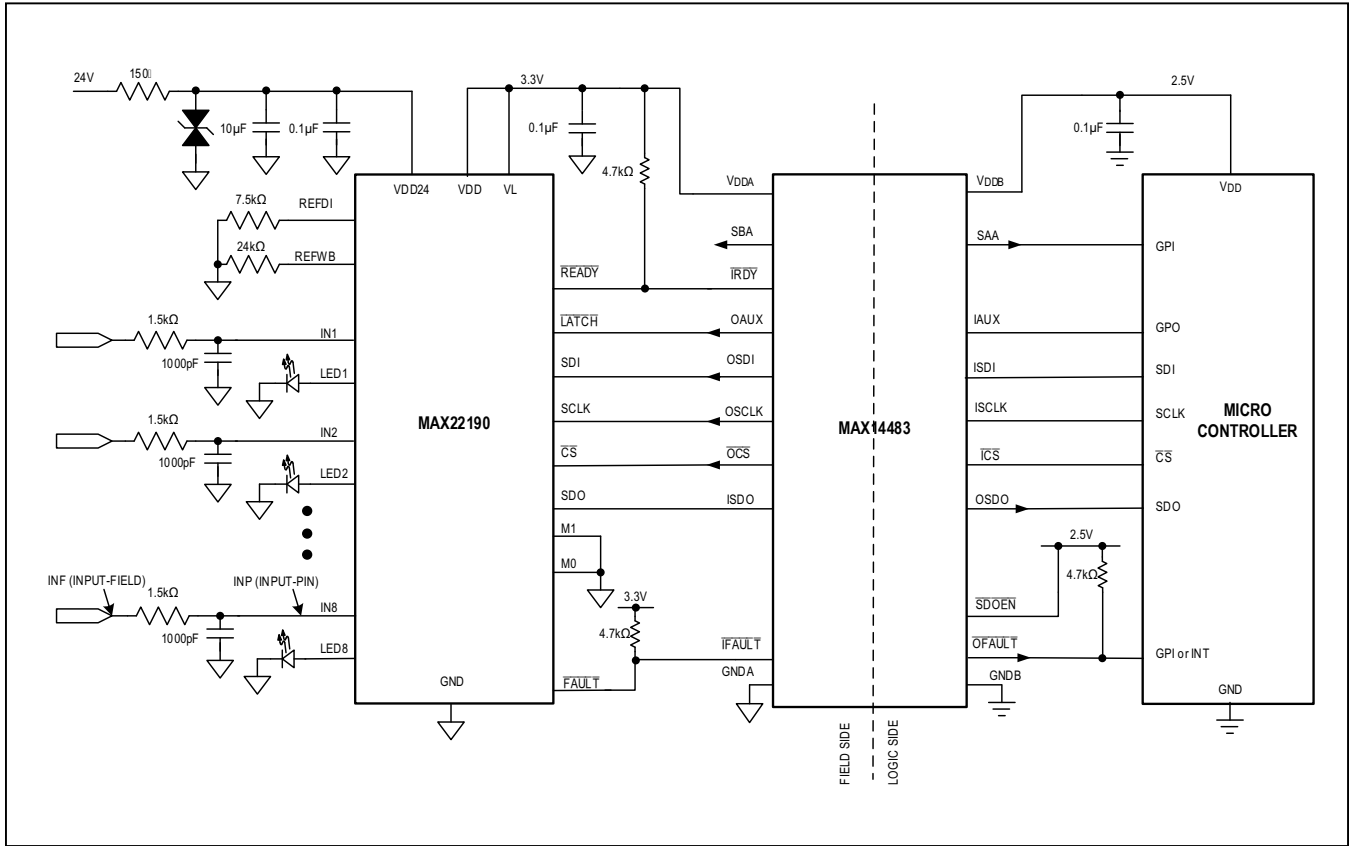 24V
150▯
10µF
0.1µF
3.3V
0.1µF
4.7kΩ
2.5V
0.1µF
VDD24
VDD
VL
7.5kΩ
REFDI
24kΩ
REFWB
1.5kΩ
IN1
1000pF
LED1
1.5kΩ
IN2
1000pF
LED2
INF (INPUT-FIELD)
1.5kΩ
INP (INPUT-PIN)
IN8
1000pF
LED8
MAX22190
GND
READY
LATCH
SDI
SCLK
CS
SDO
M1
M0
3.3V
4.7kΩ
FAULT
VDDA
SBA
IRDY
OAUX
OSDI
OSCLK
OCS
ISDO
IFAULT
GNDA
MAX14483
FIELD SIDE
LOGIC SIDE
VDDB
SAA
IAUX
ISDI
ISCLK
ICS
OSDO
2.5V
4.7kΩ
SDOEN
OFAULT
GNDB
VDD
GPI
GPO
SDI
SCLK
CS
SDO
GPI or INT
MICRO
CONTROLLER
GND